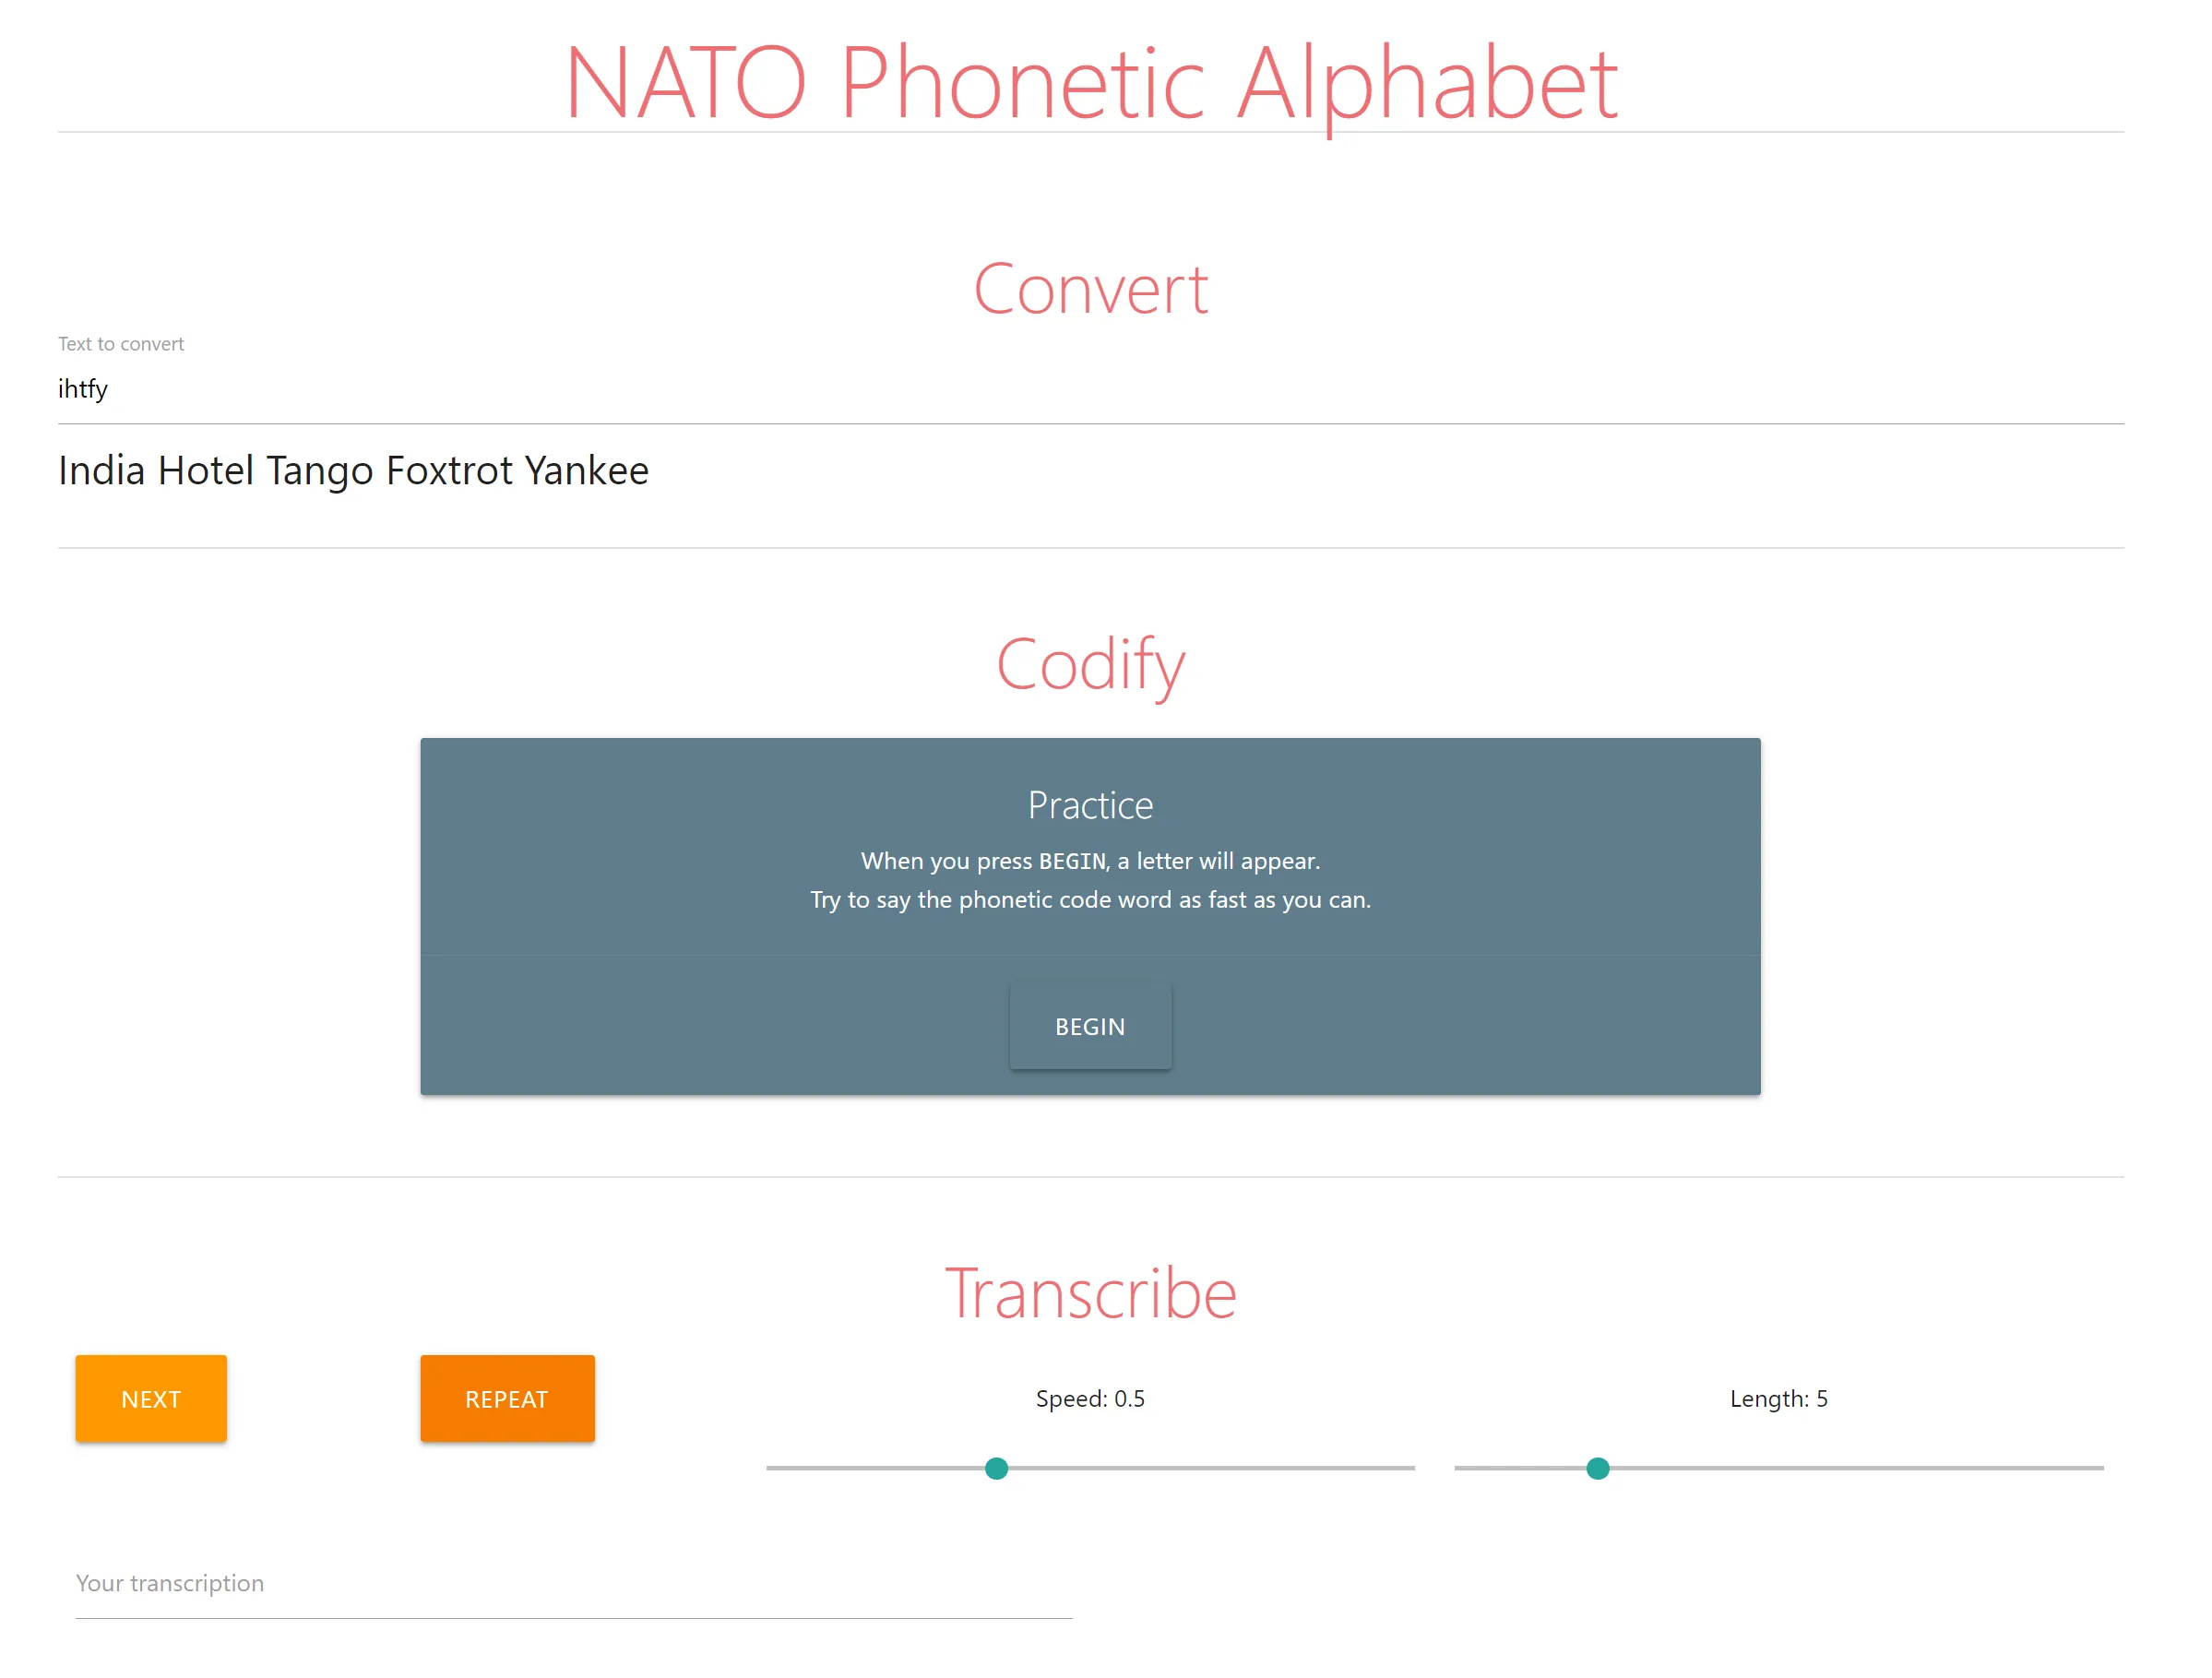 NATO Phonetic Alphabet
Convert
Text to convert
ihtfy
India Hotel Tango Foxtrot Yankee
Codify
Practice
When you press BEGIN, a letter will appear.
Try to say the phonetic code word as fast as you can.
BEGIN
Transcribe
NEXT
REPEAT
Speed: 0.5
Length: 5
Your transcription